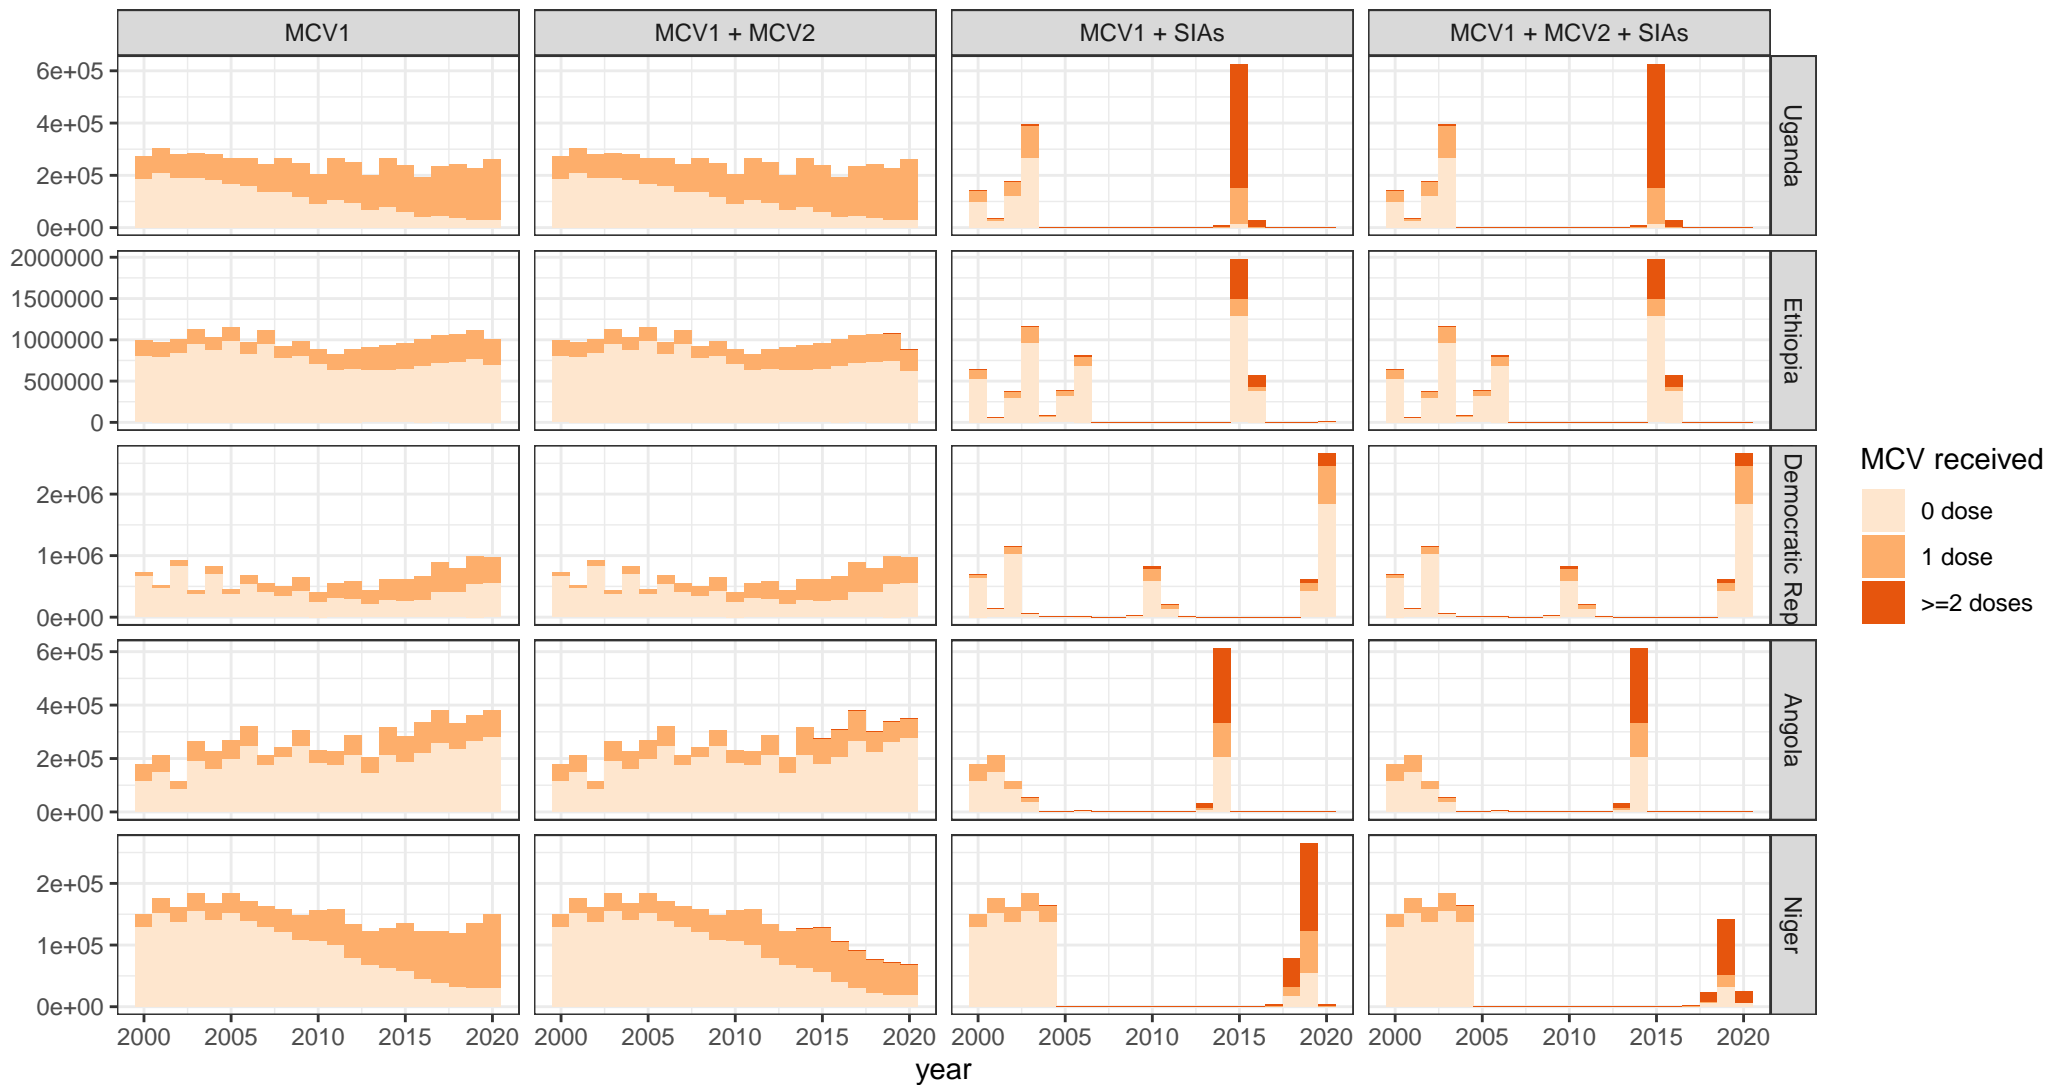 MCV1 MCV1 + MCV2 MCV1 + SIAs MCV1 + MCV2 + SIAs
6e+05
4e+05
2e+05
0e+00
Uganda
2000000
1500000
1000000
500000
0
Ethiopia
2e+06
1e+06
0e+00
Democratic Rep
6e+05
4e+05
2e+05
0e+00
Angola
2e+05
1e+05
0e+00
Niger
2000 2005 2010 2015 2020 2000 2005 2010 2015 2020 2000 2005 2010 2015 2020 2000 2005 2010 2015 2020
year
MCV received
0 dose
1 dose
>=2 doses